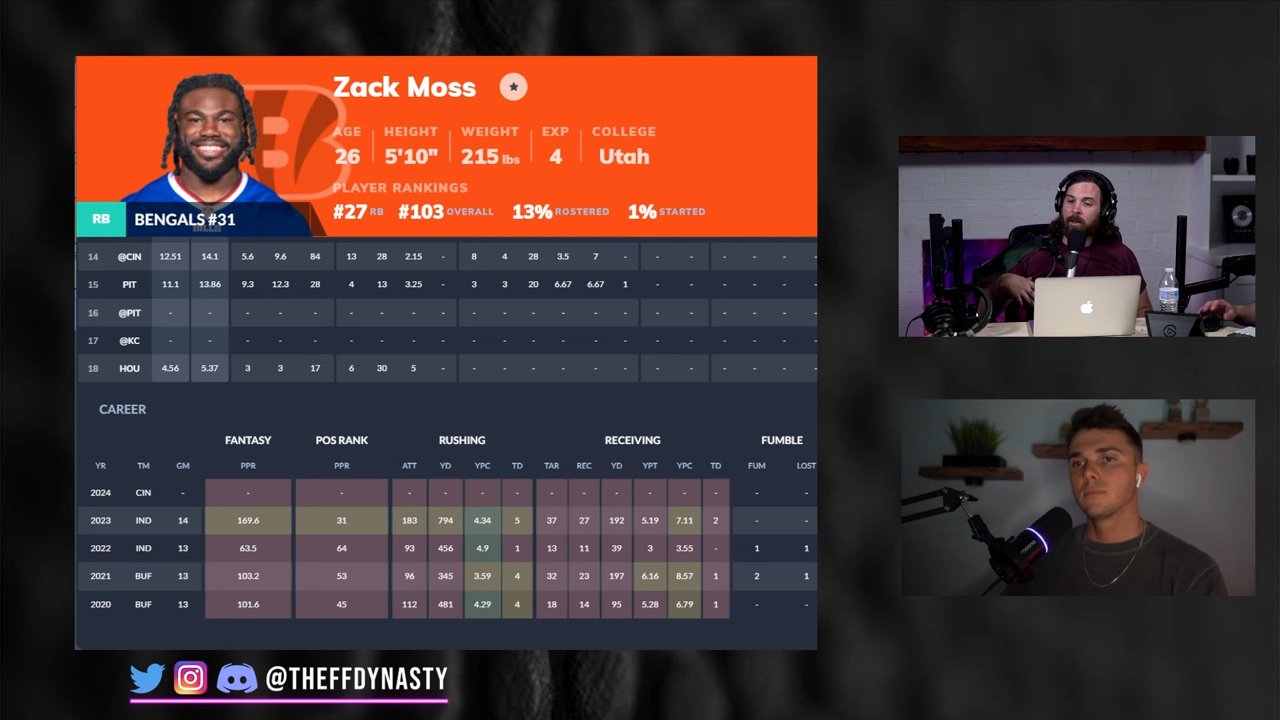 Zack Moss
AGE HEIGHT WEIGHT EXP COLLEGE
26 5'10" 215 lbs 4 Utah
PLAYER RANKINGS
#27 RB #103 OVERALL 13% ROSTERED 1% STARTED
RB BENGALS #31
BILLS
14 @CIN 12.51 14.1 5.6 9.6 84 13 28 2.15 - 8 4 28 3.5 7 - - - - - - -
15 PIT 11.1 13.86 9.3 12.3 28 4 13 3.25 - 3 3 20 6.67 6.67 1 - - - - - -
16 @PIT - - - - - - - - - - - - - - - - - - - - -
17 @KC - - - - - - - - - - - - - - - - - - - - -
18 HOU 4.56 5.37 3 3 17 6 30 5 - - - - - - - - - - - - -
CAREER
FANTASY POS RANK RUSHING RECEIVING FUMBLE
YR TM GM PPR PPR ATT YD YPC TD TAR REC YD YPT YPC TD FUM LOST
2024 CIN - - - - - - - - - - - - - - -
2023 IND 14 169.6 31 183 794 4.34 5 37 27 192 5.19 7.11 2 - -
2022 IND 13 63.5 64 93 456 4.9 1 13 11 39 3 3.55 - 1 1
2021 BUF 13 103.2 53 96 345 3.59 4 32 23 197 6.16 8.57 1 2 1
2020 BUF 13 101.6 45 112 481 4.29 4 18 14 95 5.28 6.79 1 - -
@THEFFDYNASTY